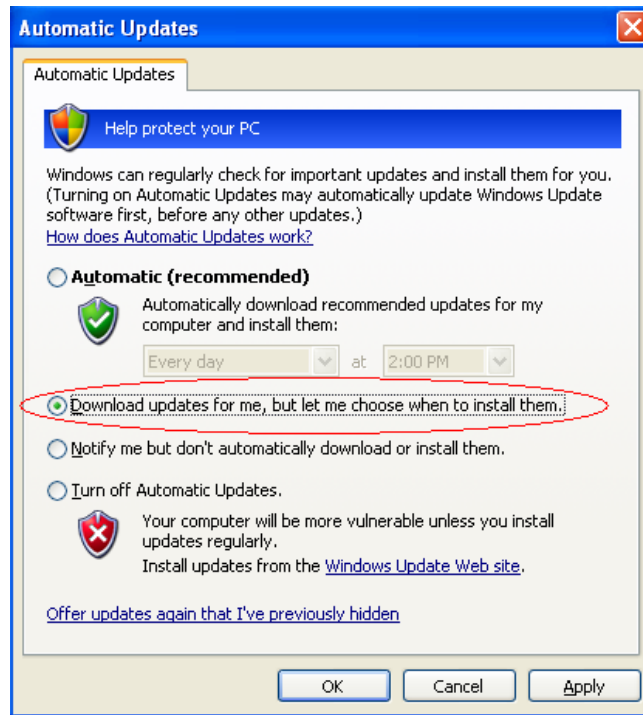 Automatic Updates
Automatic Updates
Help protect your PC
Windows can regularly check for important updates and install them for you.
(Turning on Automatic Updates may automatically update Windows Update
software first, before any other updates.)
How does Automatic Updates work?
Automatic (recommended)
Automatically download recommended updates for my
computer and install them:
Every day at 2:00 PM
Download updates for me, but let me choose when to install them.
Notify me but don't automatically download or install them.
Turn off Automatic Updates.
Your computer will be more vulnerable unless you install
updates regularly.
Install updates from the Windows Update Web site.
Offer updates again that I've previously hidden
OK Cancel Apply